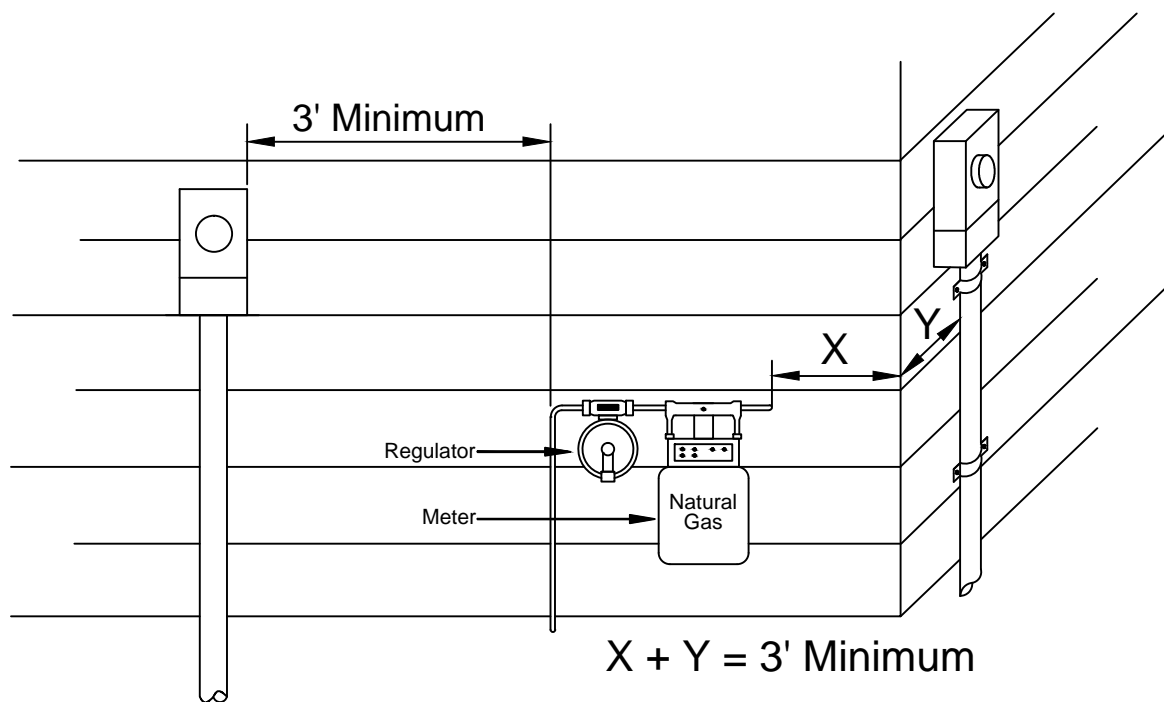 3' Minimum
Y
X
Regulator
Natural
Gas
Meter
X + Y = 3' Minimum